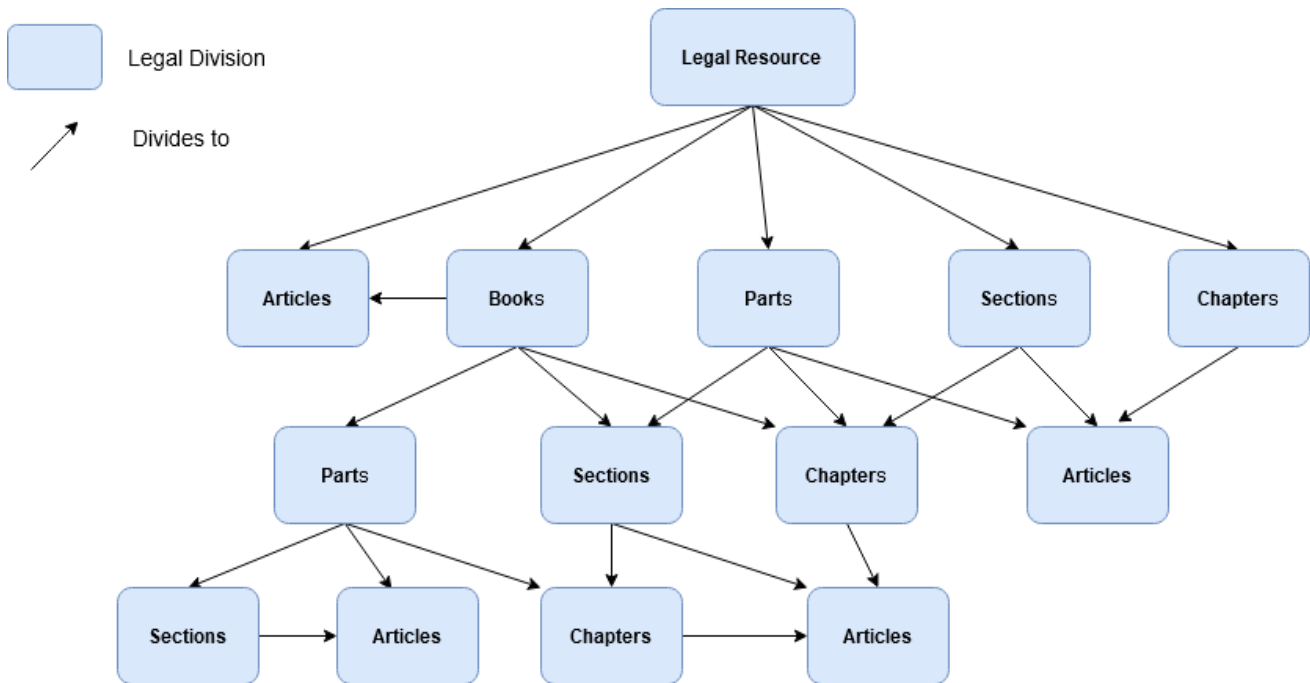 Legal Division
Legal Resource
Divides to
Articles
Books
Parts
Sections
Chapters
Parts
Sections
Chapters
Articles
Sections
Articles
Chapters
Articles